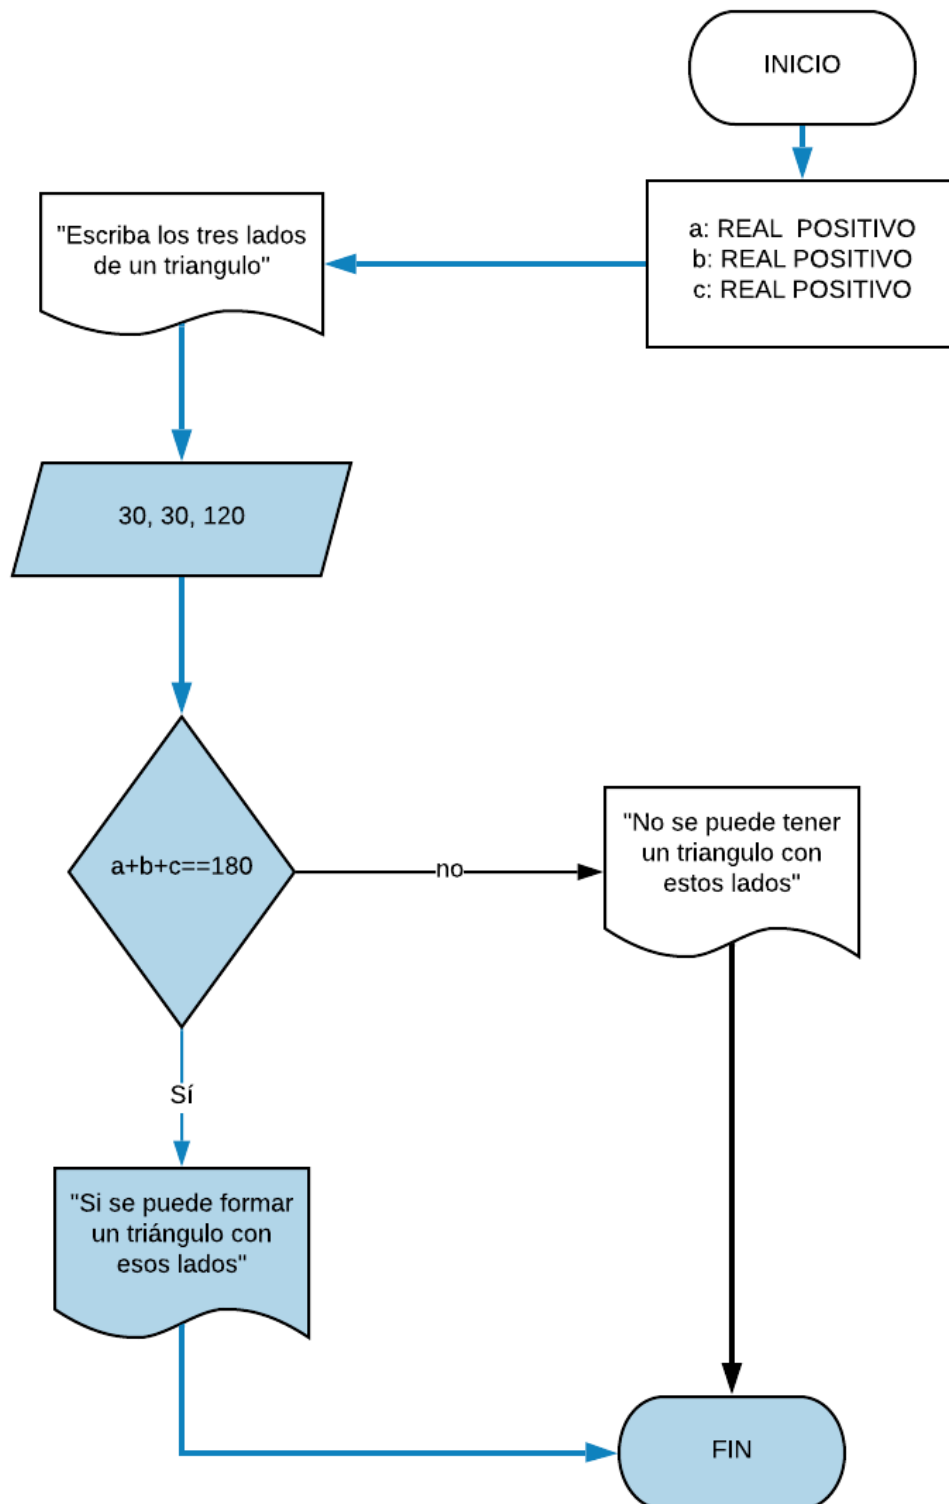 INICIO
a: REAL POSITIVO
b: REAL POSITIVO
c: REAL POSITIVO
"Escriba los tres lados
de un triangulo"
30, 30, 120
a+b+c==180
no
"No se puede tener
un triangulo con
estos lados"
Sí
"Si se puede formar
un triángulo con
esos lados"
FIN